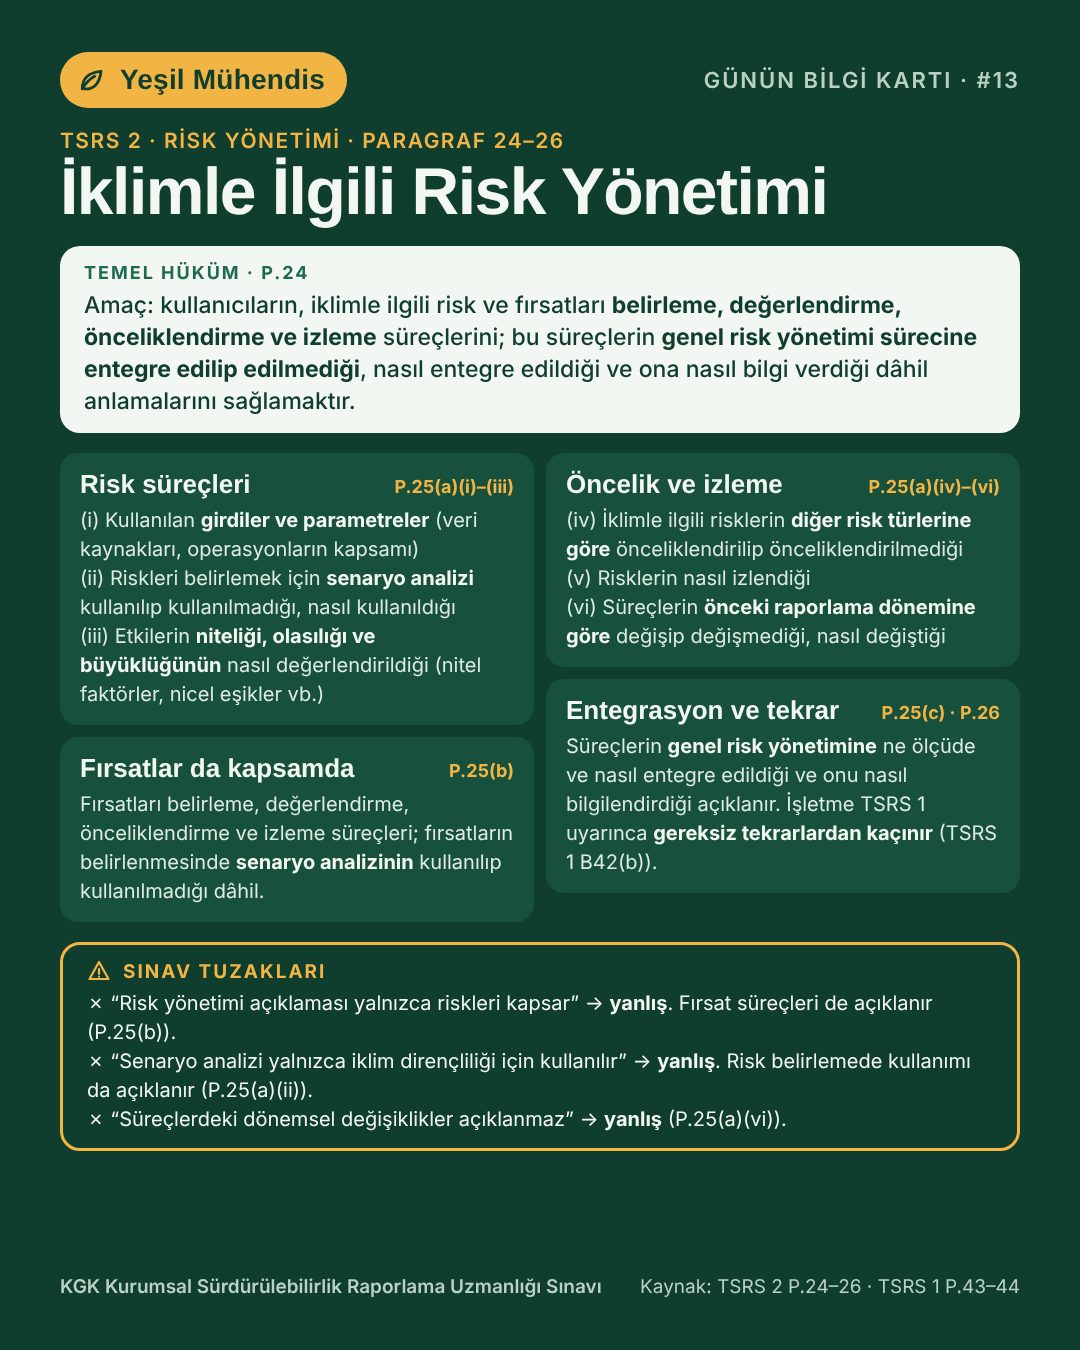 Yeşil Mühendis
GÜNÜN BİLGİ KARTI · #13
TSRS 2 · RİSK YÖNETİMİ · PARAGRAF 24–26
İklimle İlgili Risk Yönetimi
TEMEL HÜKÜM · P.24
Amaç: kullanıcıların, iklimle ilgili risk ve fırsatları belirleme, değerlendirme,
önceliklendirme ve izleme süreçlerini; bu süreçlerin genel risk yönetimi sürecine
entegre edilip edilmediği, nasıl entegre edildiği ve ona nasıl bilgi verdiği dâhil
anlamalarını sağlamaktır.
Risk süreçleri P.25(a)(i)–(iii)
(i) Kullanılan girdiler ve parametreler (veri
kaynakları, operasyonların kapsamı)
(ii) Riskleri belirlemek için senaryo analizi
kullanılıp kullanılmadığı, nasıl kullanıldığı
(iii) Etkilerin niteliği, olasılığı ve
büyüklüğünün nasıl değerlendirildiği (nitel
faktörler, nicel eşikler vb.)
Fırsatlar da kapsamda P.25(b)
Fırsatları belirleme, değerlendirme,
önceliklendirme ve izleme süreçleri; fırsatların
belirlenmesinde senaryo analizinin kullanılıp
kullanılmadığı dâhil.
Öncelik ve izleme P.25(a)(iv)–(vi)
(iv) İklimle ilgili risklerin diğer risk türlerine
göre önceliklendirilip önceliklendirilmediği
(v) Risklerin nasıl izlendiği
(vi) Süreçlerin önceki raporlama dönemine
göre değişip değişmediği, nasıl değiştiği
Entegrasyon ve tekrar P.25(c) · P.26
Süreçlerin genel risk yönetimine ne ölçüde
ve nasıl entegre edildiği ve onu nasıl
bilgilendirdiği açıklanır. İşletme TSRS 1
uyarınca gereksiz tekrarlardan kaçınır (TSRS
1 B42(b)).
SINAV TUZAKLARI
× “Risk yönetimi açıklaması yalnızca riskleri kapsar” → yanlış. Fırsat süreçleri de açıklanır
(P.25(b)).
× “Senaryo analizi yalnızca iklim dirençliliği için kullanılır” → yanlış. Risk belirlemede kullanımı
da açıklanır (P.25(a)(ii)).
× “Süreçlerdeki dönemsel değişiklikler açıklanmaz” → yanlış (P.25(a)(vi)).
KGK Kurumsal Sürdürülebilirlik Raporlama Uzmanlığı Sınavı
Kaynak: TSRS 2 P.24–26 · TSRS 1 P.43–44